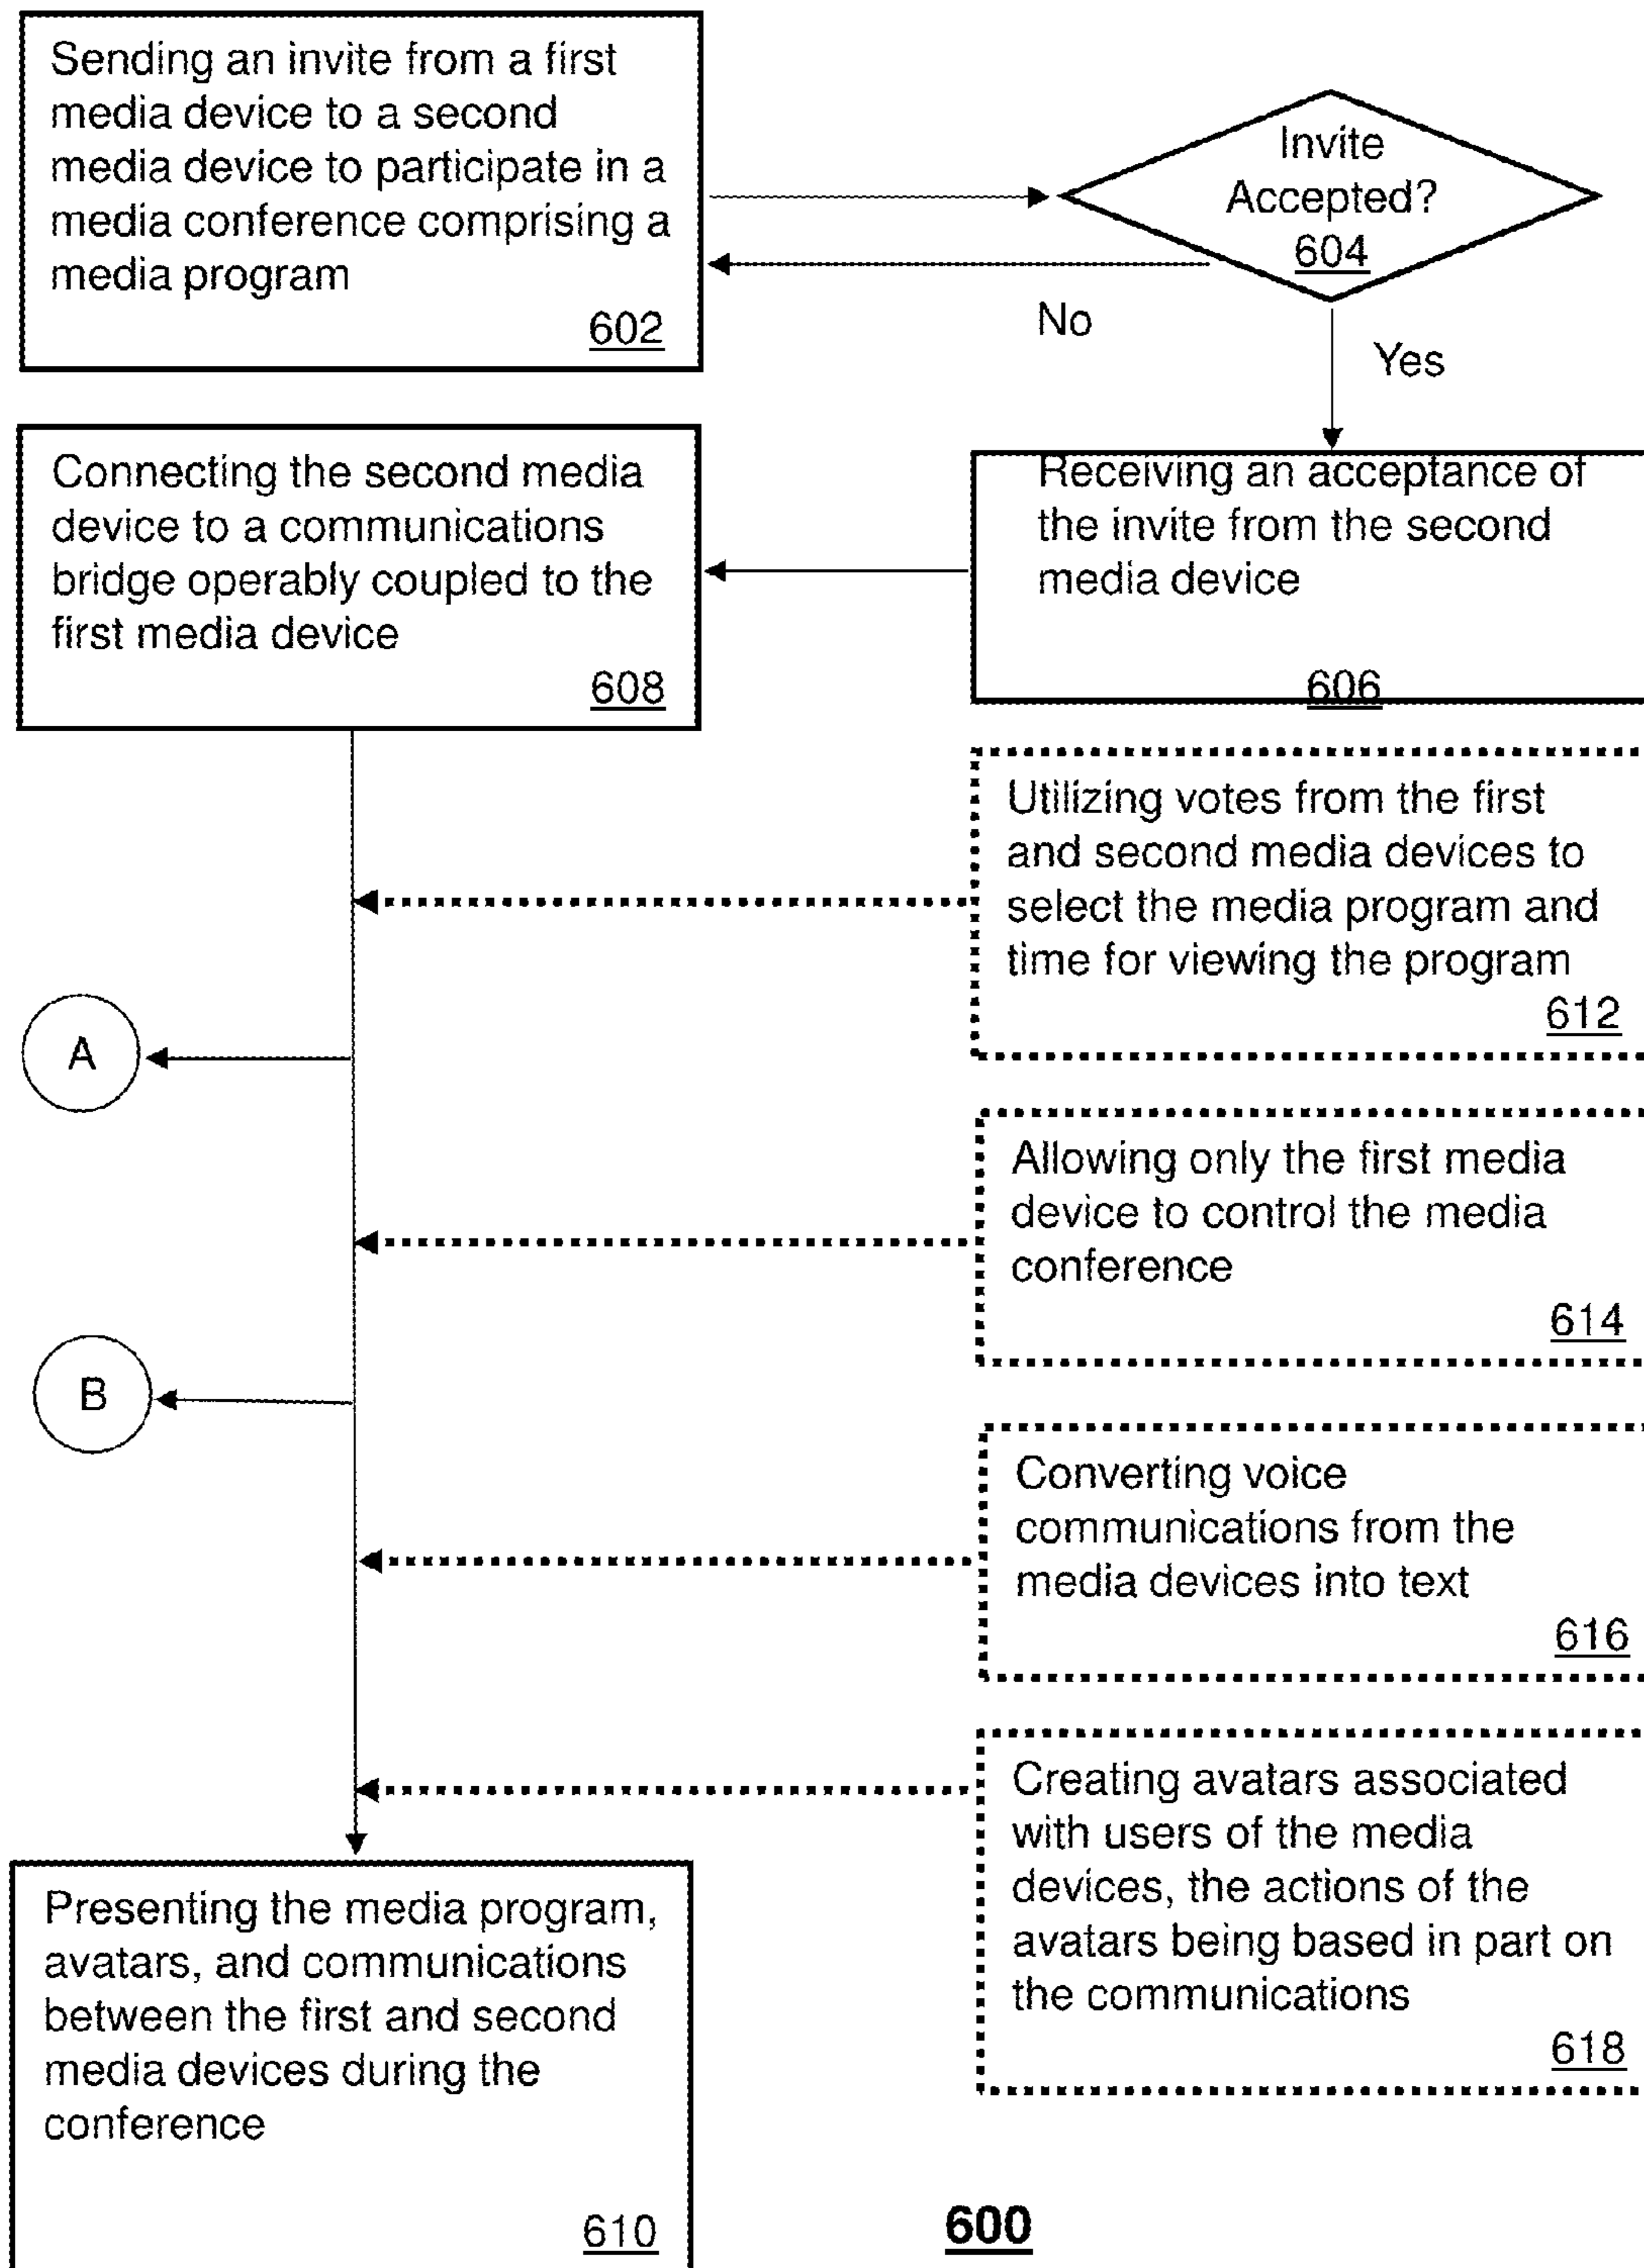 Sending an invite from a first
media device to a second
media device to participate in a
media conference comprising a
media program
602
Invite
Accepted?
604
No
Yes
Receiving an acceptance of
the invite from the second
media device
606
Connecting the second media
device to a communications
bridge operably coupled to the
first media device
608
Utilizing votes from the first
and second media devices to
select the media program and
time for viewing the program
612
A
Allowing only the first media
device to control the media
conference
614
B
Converting voice
communications from the
media devices into text
616
Creating avatars associated
with users of the media
devices, the actions of the
avatars being based in part on
the communications
618
Presenting the media program,
avatars, and communications
between the first and second
media devices during the
conference
610
600